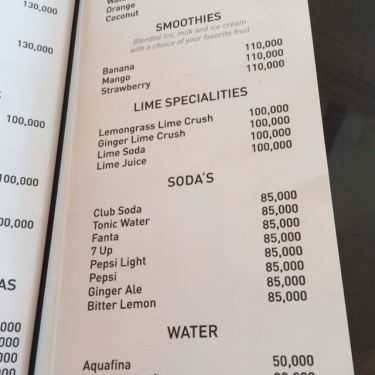 Orange
Coconut
SMOOTHIES
Blended ice, milk and ice cream
with a choice of your favorite fruit
Banana 110,000
Mango 110,000
Strawberry 110,000
LIME SPECIALITIES
Lemongrass Lime Crush 100,000
Ginger Lime Crush 100,000
Lime Soda 100,000
Lime Juice 100,000
SODA'S
Club Soda 85,000
Tonic Water 85,000
Fanta 85,000
7 Up 85,000
Pepsi Light 85,000
Pepsi 85,000
Ginger Ale 85,000
Bitter Lemon 85,000
WATER
Aquafina 50,000
130,000
130,000
100,000
100,000